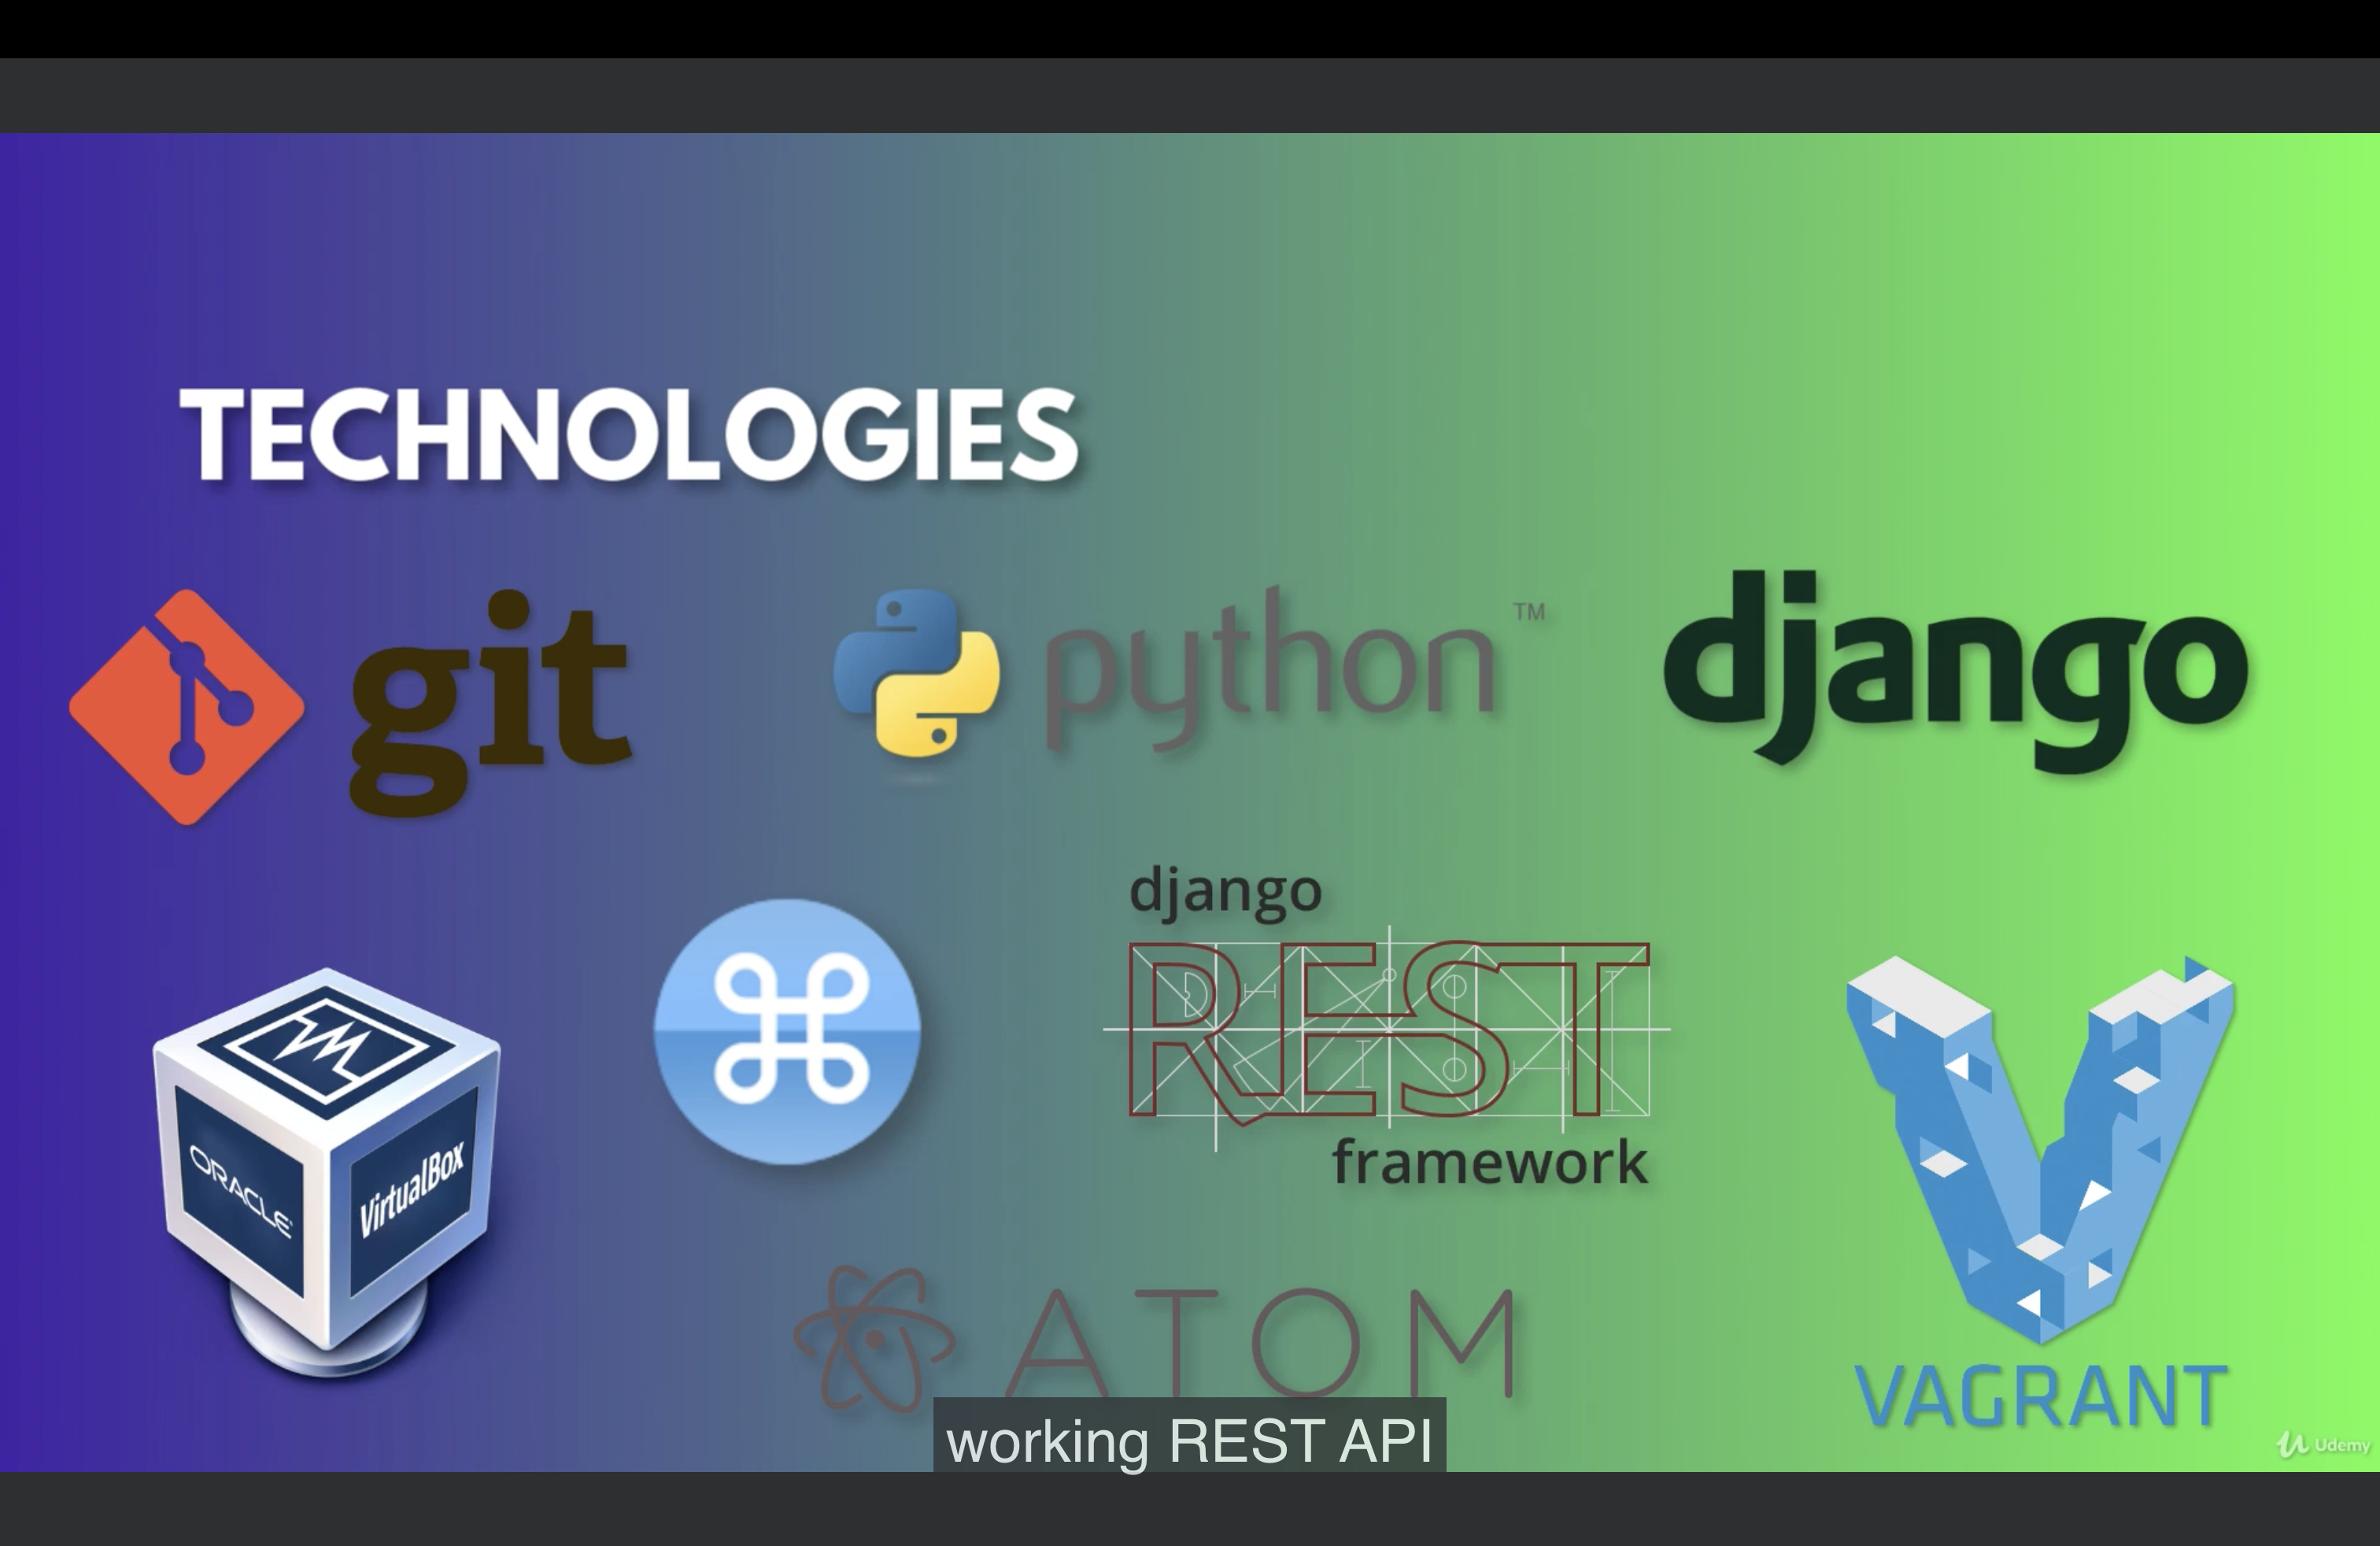 TECHNOLOGIES
git
python™
django
django
REST
framework
ORACLE
VirtualBox
ATOM
VAGRANT
working REST API
Udemy